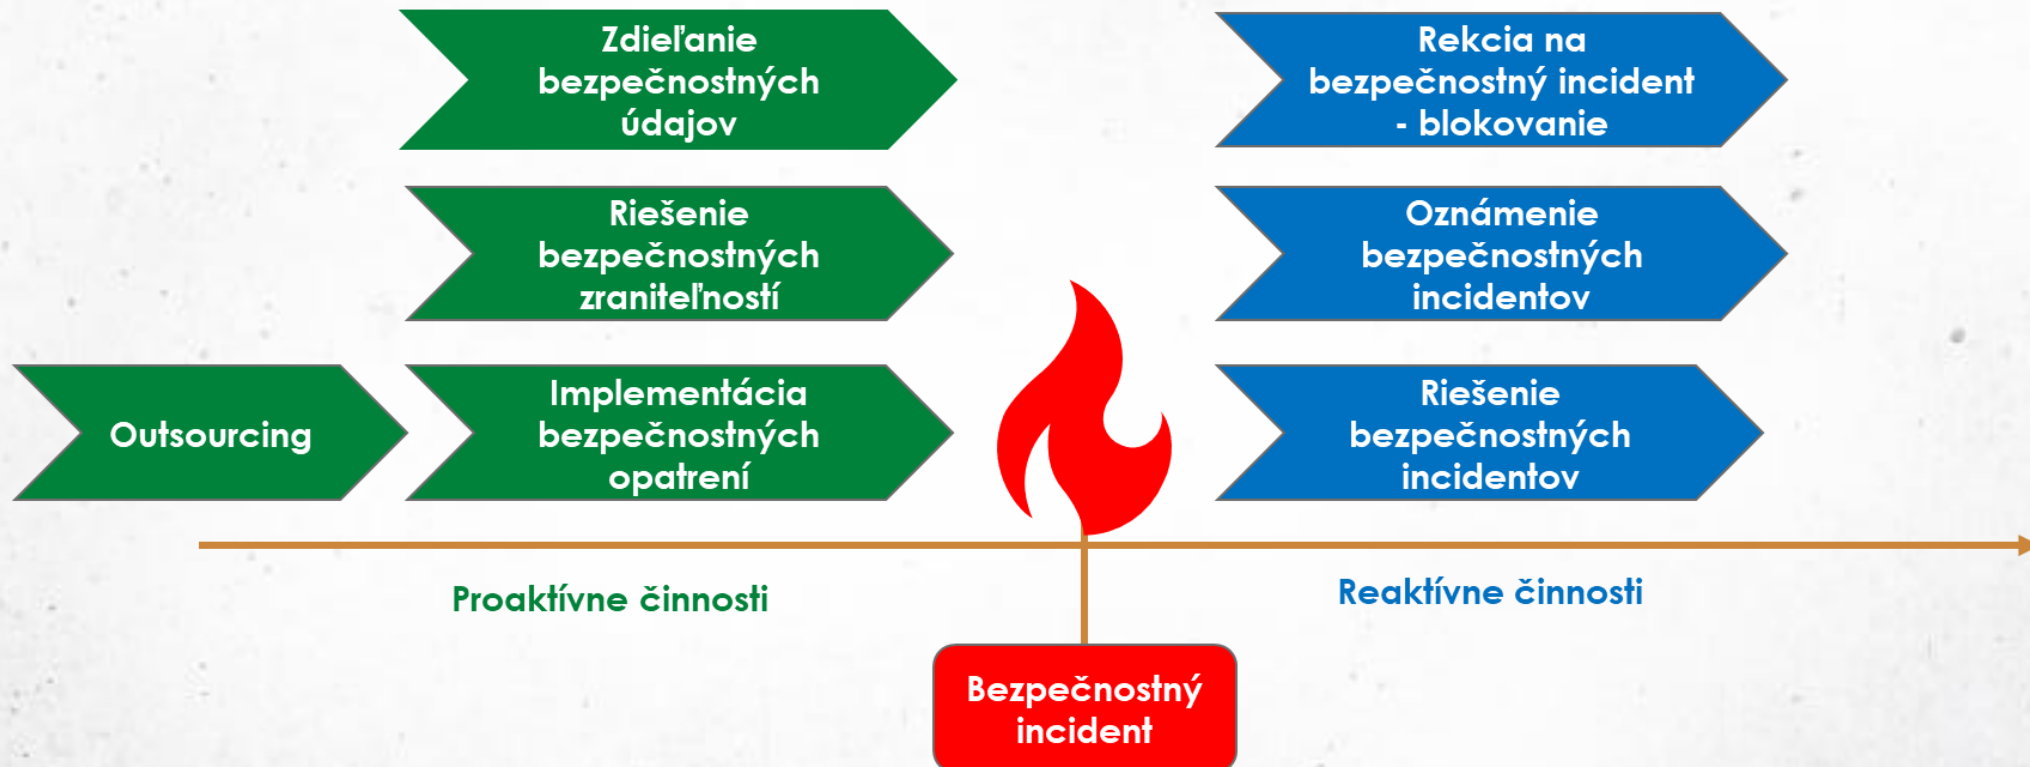 Zdieľanie
bezpečnostných
údajov
Rekcia na
bezpečnostný incident
- blokovanie
Riešenie
bezpečnostných
zraniteľností
Oznámenie
bezpečnostných
incidentov
Outsourcing
Implementácia
bezpečnostných
opatrení
Riešenie
bezpečnostných
incidentov
Proaktívne činnosti
Reaktívne činnosti
Bezpečnostný
incident